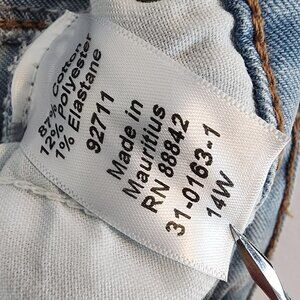 87% Cotton
12% Polyester
1% Elastane
92711
Made in
Mauritius
RN 88842
31-0163-1
14W